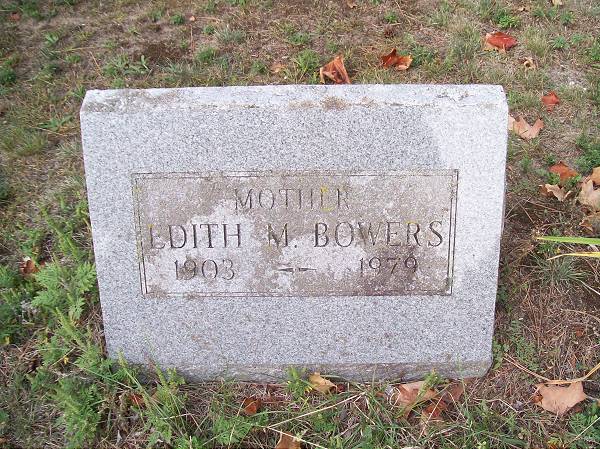 MOTHER
EDITH M. BOWERS
1903 – 1979